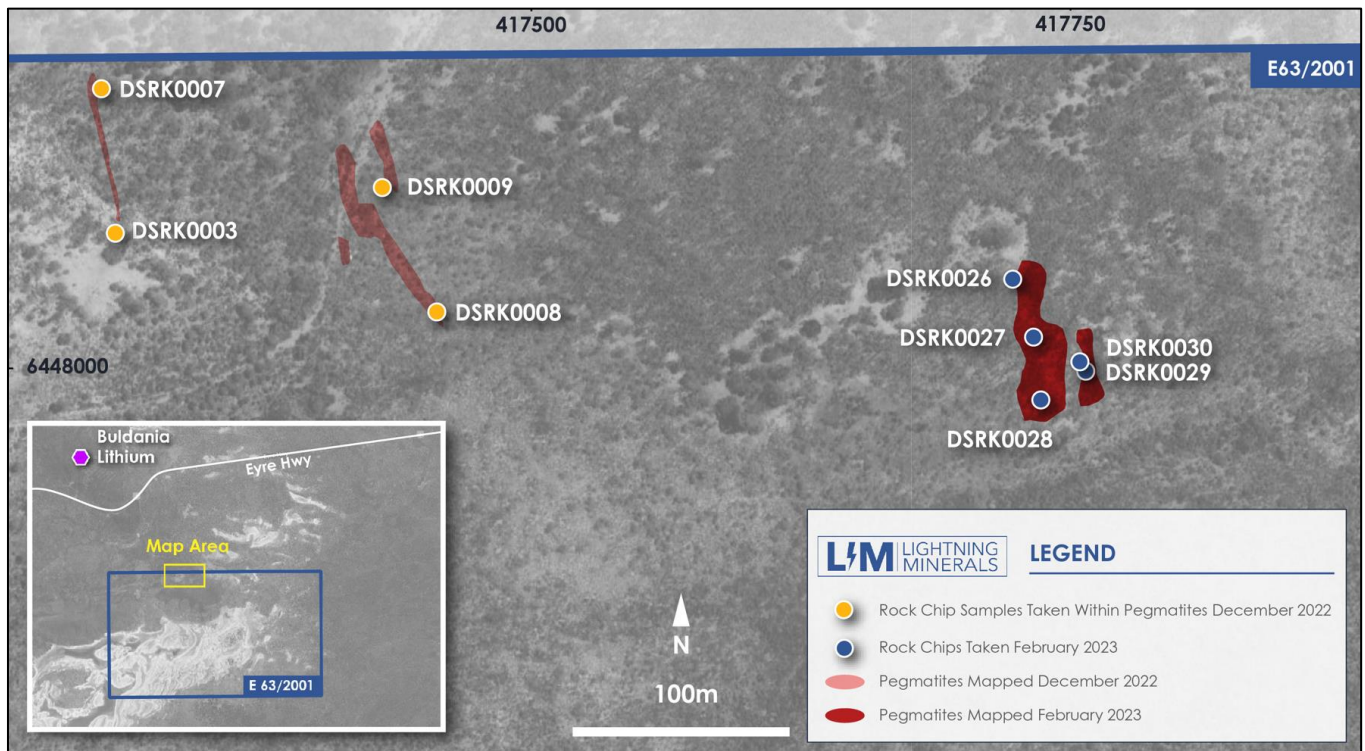 417500
417750
E63/2001
DSRK0007
DSRK0009
DSRK0003
DSRK0026
DSRK0008
DSRK0027
DSRK0030
6448000
DSRK0029
DSRK0028
Buldania
Lithium
Eyre Hwy
Map Area
E 63/2001
N
100m
LM LIGHTNING
MINERALS
LEGEND
Rock Chip Samples Taken Within Pegmatites December 2022
Rock Chips Taken February 2023
Pegmatites Mapped December 2022
Pegmatites Mapped February 2023